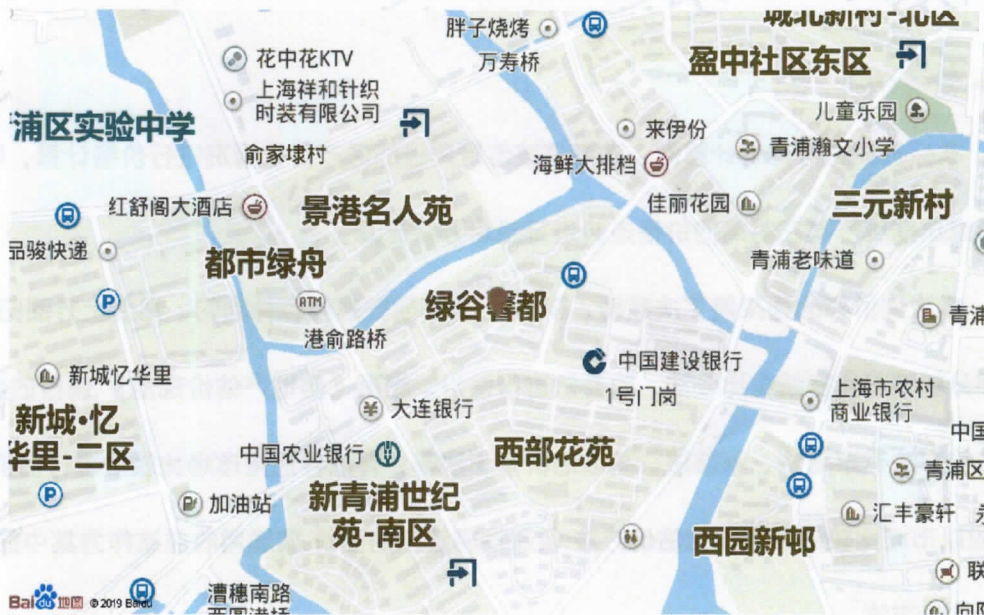 城北新村-北区
胖子烧烤
万寿桥
盈中社区东区
花中花KTV
上海祥和针织
时装有限公司
儿童乐园
浦区实验中学
来伊份
青浦瀚文小学
俞家埭村
海鲜大排档
红舒阁大酒店
景港名人苑
佳丽花园
三元新村
品骏快递
都市绿舟
青浦老味道
P
ATM
绿谷馨都
青浦
港俞路桥
中国建设银行
新城忆华里
1号门岗
上海市农村
商业银行
大连银行
新城·忆
华里-二区
中国
中国农业银行
西部花苑
青浦区
P
加油站
新青浦世纪
苑-南区
汇丰豪轩
西园新邨
联
Bai du 地图 © 2019 Baidu
漕穗南路